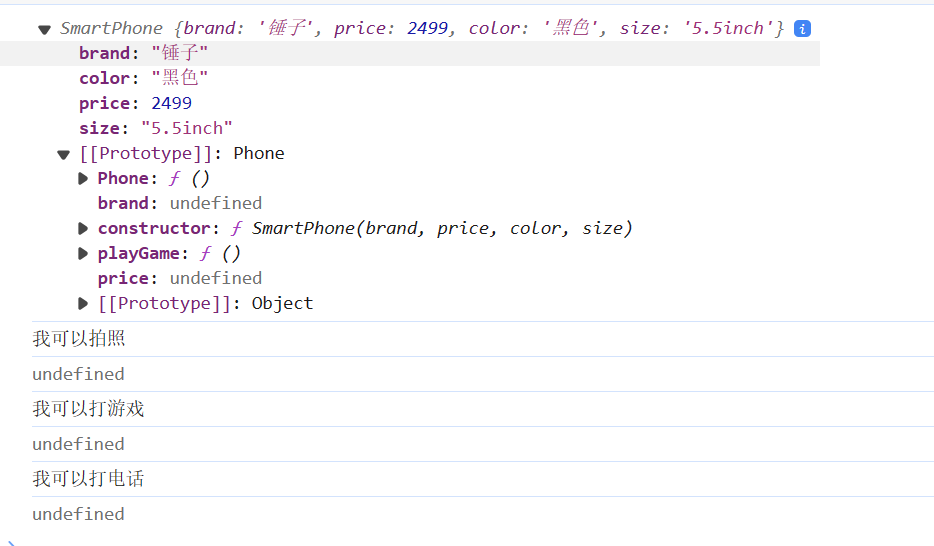 SmartPhone {brand: '锤子', price: 2499, color: '黑色', size: '5.5inch'} i
brand: "锤子"
color: "黑色"
price: 2499
size: "5.5inch"
[[Prototype]]: Phone
Phone: ƒ ()
brand: undefined
constructor: ƒ SmartPhone(brand, price, color, size)
playGame: ƒ ()
price: undefined
[[Prototype]]: Object
我可以拍照
undefined
我可以打游戏
undefined
我可以打电话
undefined